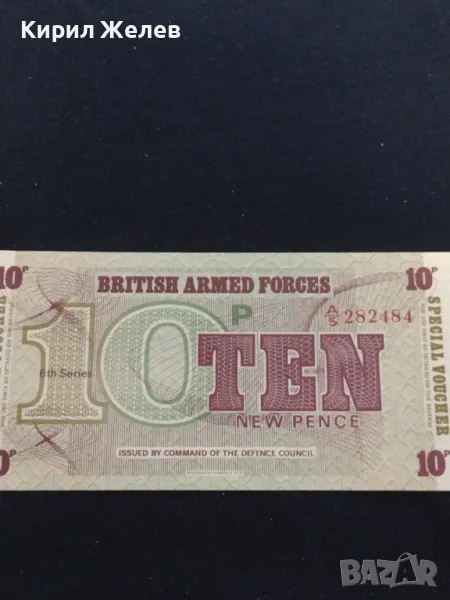 Кирил Желев
10P
BRITISH ARMED FORCES
10P
A/5 282484
10P
TEN
6th Series
NEW PENCE
ISSUED BY COMMAND OF THE DEFENCE COUNCIL
10P
SPECIAL VOUCHER
BAZAR